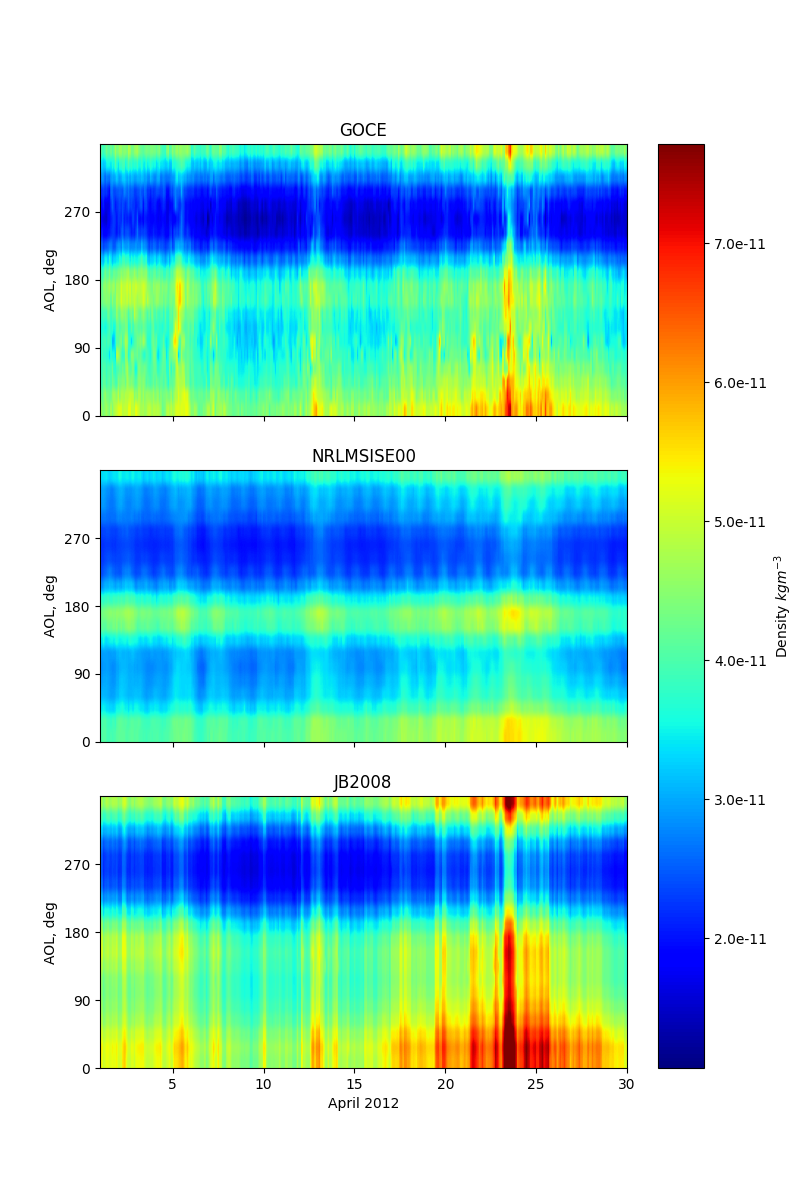 GOCE
AOL, deg
270
180
90
0
NRLMSISE00
AOL, deg
270
180
90
0
JB2008
AOL, deg
270
180
90
0
5 10 15 20 25 30
April 2012
7.0e-11
6.0e-11
5.0e-11
4.0e-11
3.0e-11
2.0e-11
Density kgm⁻³